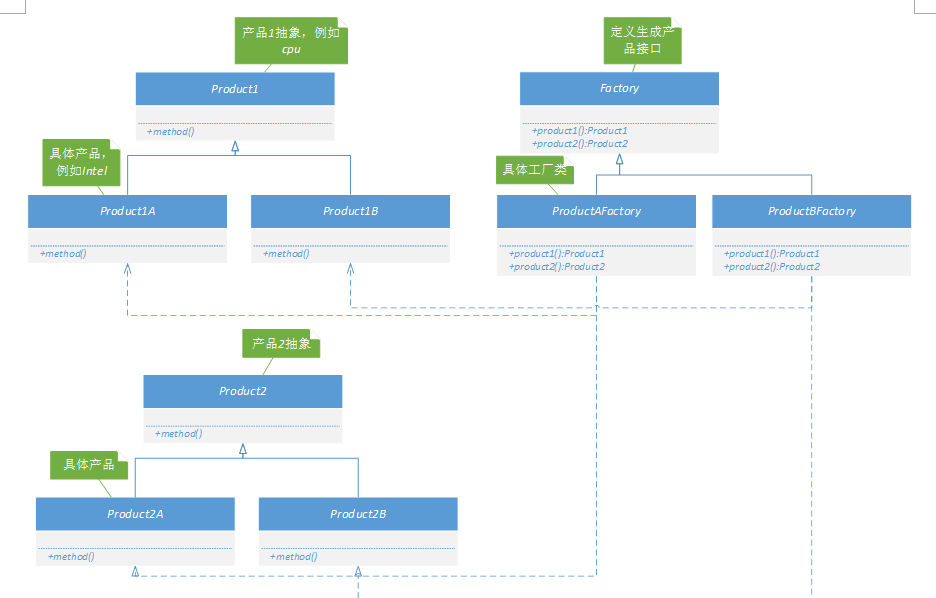 产品1抽象，例如
cpu
Product1
+method()
具体产品，
例如Intel
Product1A
+method()
Product1B
+method()
定义生成产
品接口
Factory
+product1():Product1
+product2():Product2
具体工厂类
ProductAFactory
+product1():Product1
+product2():Product2
ProductBFactory
+product1():Product1
+product2():Product2
产品2抽象
Product2
+method()
具体产品
Product2A
+method()
Product2B
+method()